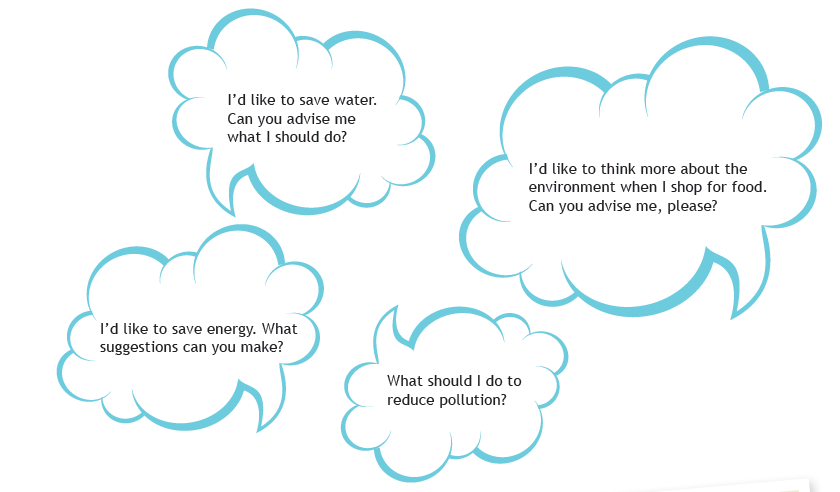 I'd like to save water.
Can you advise me
what I should do?
I'd like to think more about the
environment when I shop for food.
Can you advise me, please?
I'd like to save energy. What
suggestions can you make?
What should I do to
reduce pollution?